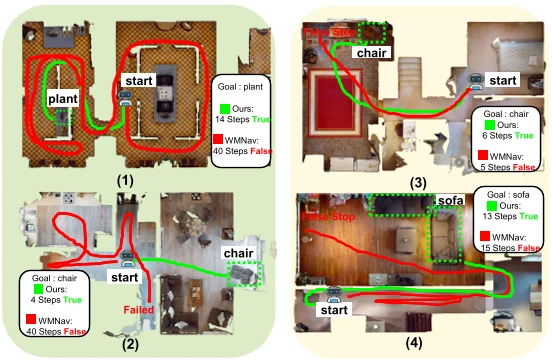 plant
start
Goal : plant
Ours:
14 Steps True
WMNav:
40 Steps False
(1)
start
chair
Failed
Goal : chair
Ours:
4 Steps True
WMNav:
40 Steps False
(2)
False Stop
chair
start
Goal : chair
Ours:
6 Steps True
WMNav:
5 Steps False
(3)
False Stop
sofa
start
Goal : sofa
Ours:
13 Steps True
WMNav:
15 Steps False
(4)